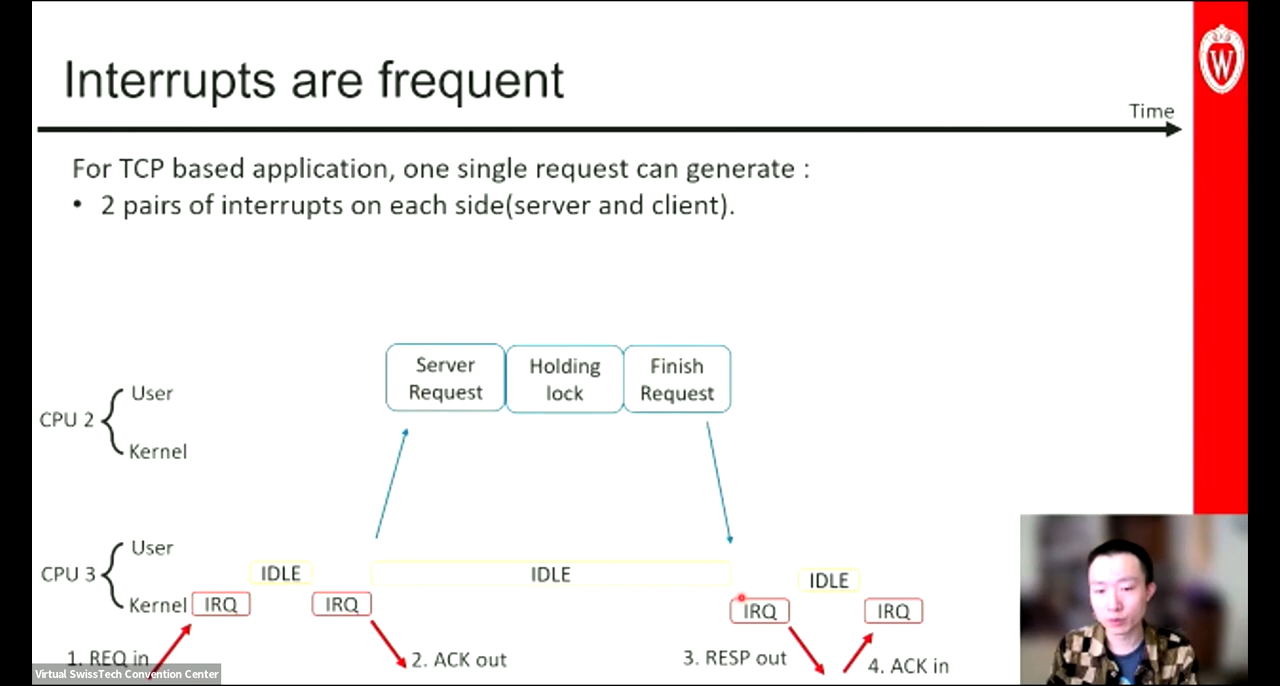 Interrupts are frequent
Time
For TCP based application, one single request can generate :
• 2 pairs of interrupts on each side(server and client).
Server
Request
Holding
lock
Finish
Request
CPU 2
User
Kernel
CPU 3
User
Kernel
IDLE
IDLE
IDLE
IRQ
IRQ
IRQ
IRQ
1. REQ in
2. ACK out
3. RESP out
4. ACK in
Virtual SwissTech Convention Center
W